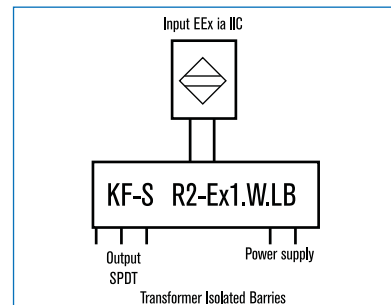 Input EEx ia IIC
KF-S R2-Ex1.W.LB
Output
SPDT
Power supply
Transformer Isolated Barries